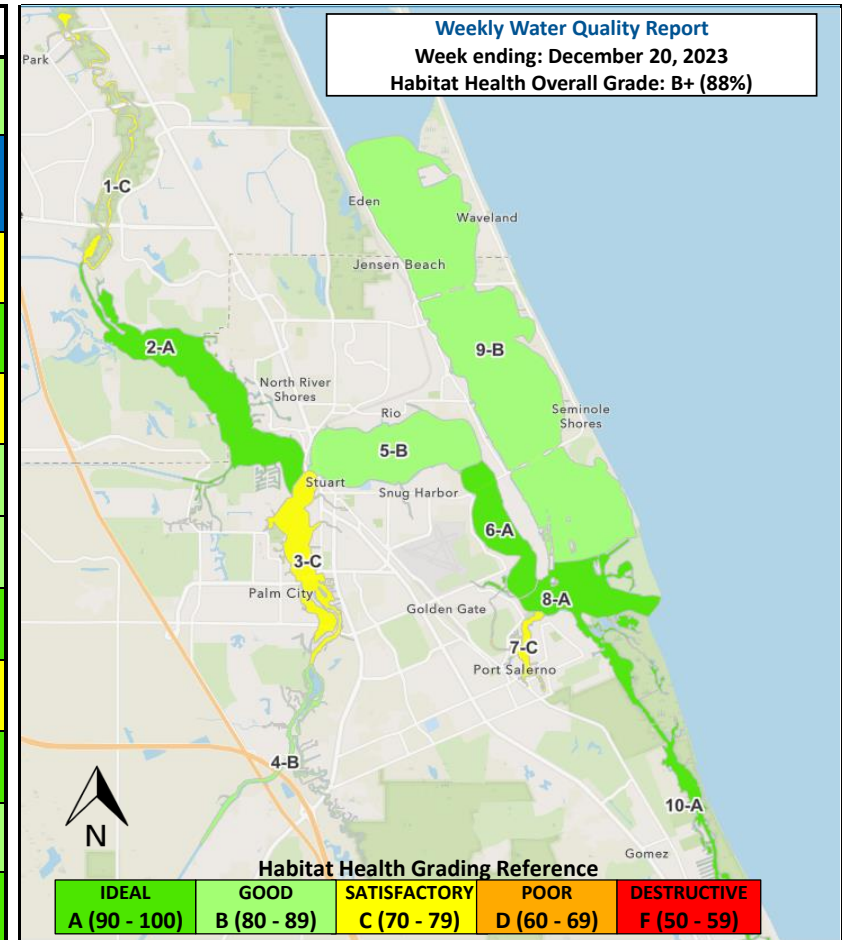 Weekly Water Quality Report
Week ending: December 20, 2023
Habitat Health Overall Grade: B+ (88%)
Park
1-C
Eden
Waveland
Jensen Beach
2-A
9-B
North River
Shores
Rio
Seminole
Shores
5-B
Stuart
Snug Harbor
6-A
3-C
Palm City
8-A
Golden Gate
7-C
Port Salerno
4-B
10-A
N
Gomez
Habitat Health Grading Reference
IDEAL GOOD SATISFACTORY POOR DESTRUCTIVE
A (90 - 100) B (80 - 89) C (70 - 79) D (60 - 69) F (50 - 59)